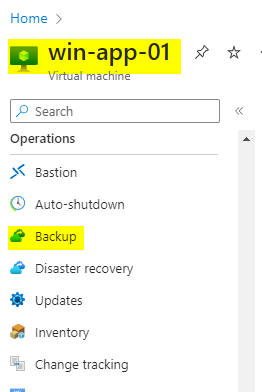 Home >
win-app-01
Virtual machine
Search
Operations
Bastion
Auto-shutdown
Backup
Disaster recovery
Updates
Inventory
Change tracking